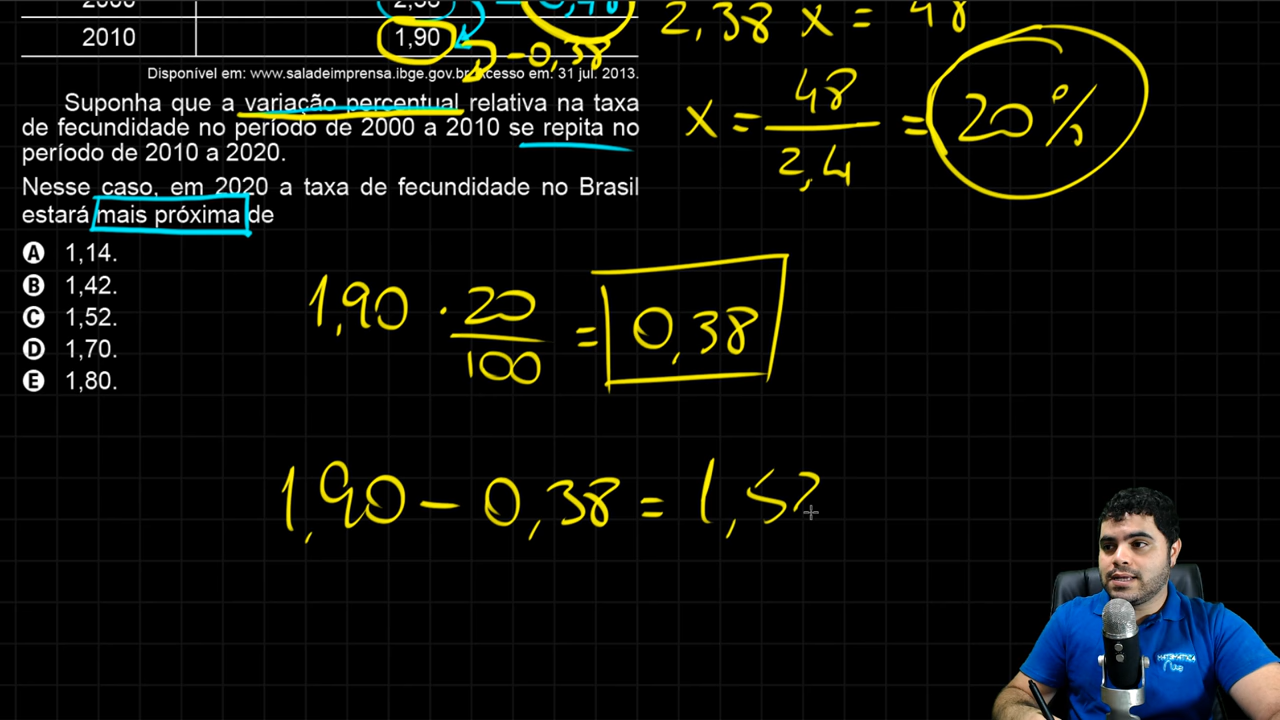 2010 1,90 -0,38
Disponível em: www.saladeimprensa.ibge.gov.br. Acesso em: 31 jul. 2013.
Suponha que a variação percentual relativa na taxa
de fecundidade no período de 2000 a 2010 se repita no
período de 2010 a 2020.
Nesse caso, em 2020 a taxa de fecundidade no Brasil
estará mais próxima de
A 1,14.
B 1,42.
C 1,52.
D 1,70.
E 1,80.
2,38 x = 48
x = 48/2,4 = 20%
1,90 · 20/100 = 0,38
1,90 - 0,38 = 1,52
MATEMÁTICA